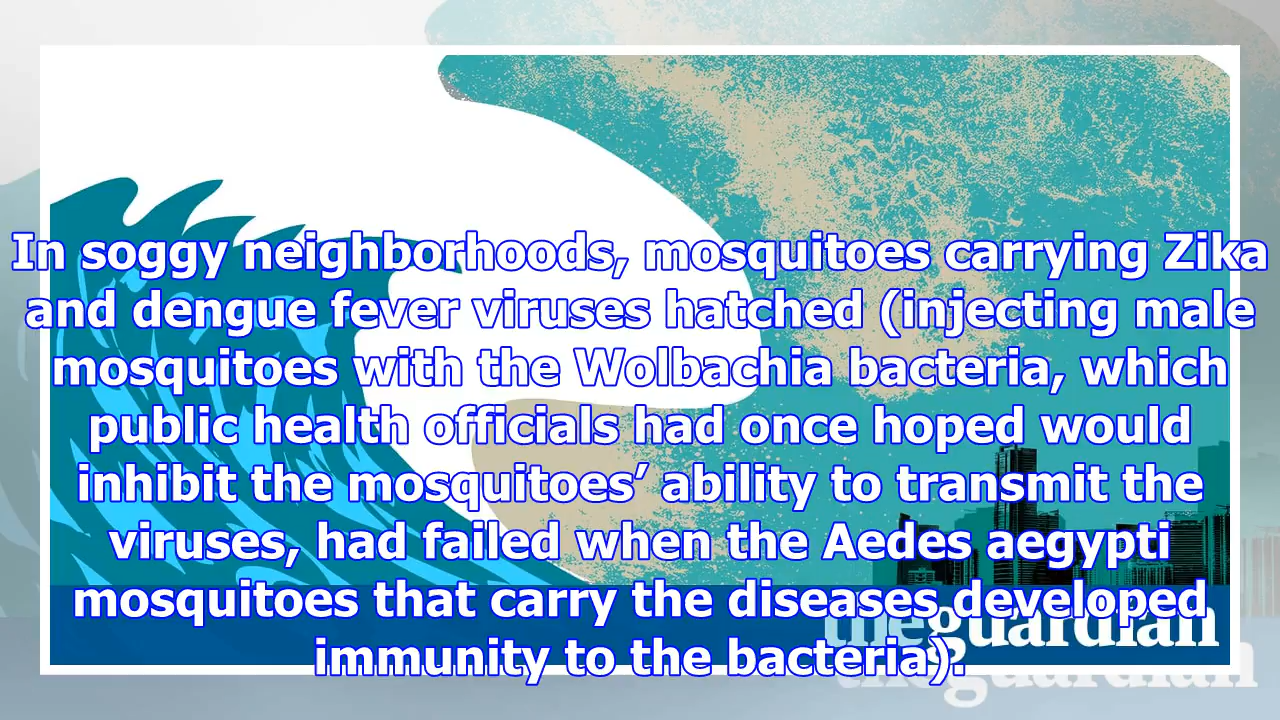 In soggy neighborhoods, mosquitoes carrying Zika
and dengue fever viruses hatched (injecting male
mosquitoes with the Wolbachia bacteria, which
public health officials had once hoped would
inhibit the mosquitoes’ ability to transmit the
viruses, had failed when the Aedes aegypti
mosquitoes that carry the diseases developed
theguardian
immunity to the bacteria).
theguardian